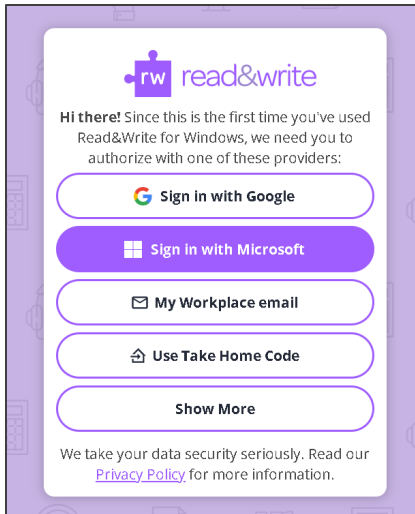 rw read&write
Hi there! Since this is the first time you've used
Read&Write for Windows, we need you to
authorize with one of these providers:
Sign in with Google
Sign in with Microsoft
My Workplace email
Use Take Home Code
Show More
We take your data security seriously. Read our
Privacy Policy for more information.